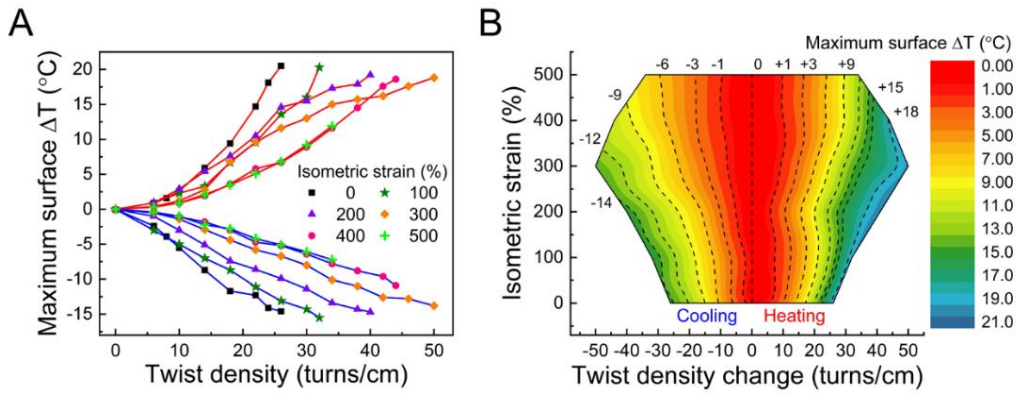 A
Maximum surface ΔT (°C)
20
15
10
5
0
-5
-10
-15
Isometric strain (%)
0 100
200 300
400 500
0 10 20 30 40 50
Twist density (turns/cm)
B
Maximum surface ΔT (°C)
Isometric strain (%)
500
400
300
200
100
0
-6 -3 -1 0 +1 +3 +9
-9
+15
+18
-12
-14
Cooling Heating
-50 -40 -30 -20 -10 0 10 20 30 40 50
Twist density change (turns/cm)
0.00
1.00
3.00
5.00
7.00
9.00
11.0
13.0
15.0
17.0
19.0
21.0